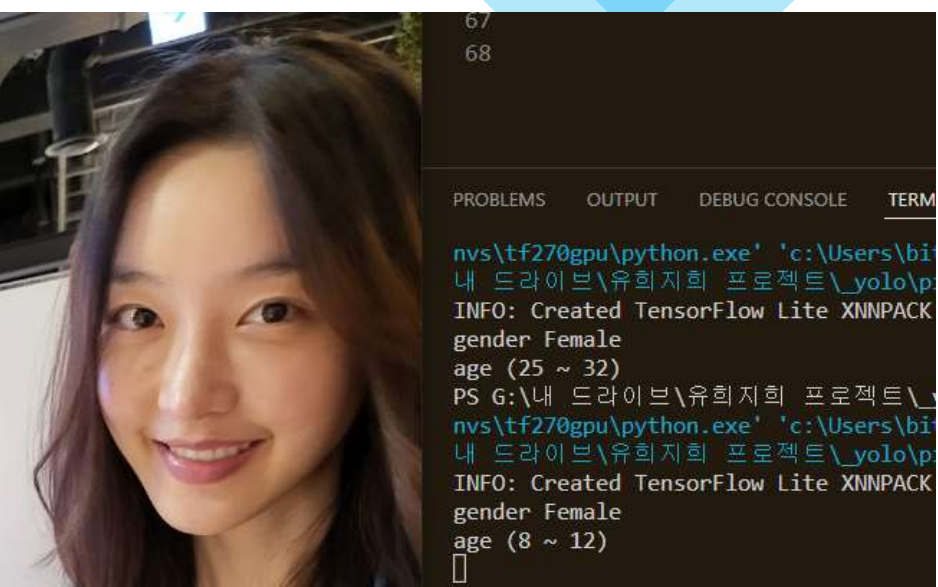 67
68
PROBLEMS OUTPUT DEBUG CONSOLE TERM
nvs\tf270gpu\python.exe' 'c:\Users\bi
내 드라이브\유희지희 프로젝트\_yolo\p
INFO: Created TensorFlow Lite XNNPACK
gender Female
age (25 ~ 32)
PS G:\내 드라이브\유희지희 프로젝트\_
nvs\tf270gpu\python.exe' 'c:\Users\bi
내 드라이브\유희지희 프로젝트\_yolo\p
INFO: Created TensorFlow Lite XNNPACK
gender Female
age (8 ~ 12)